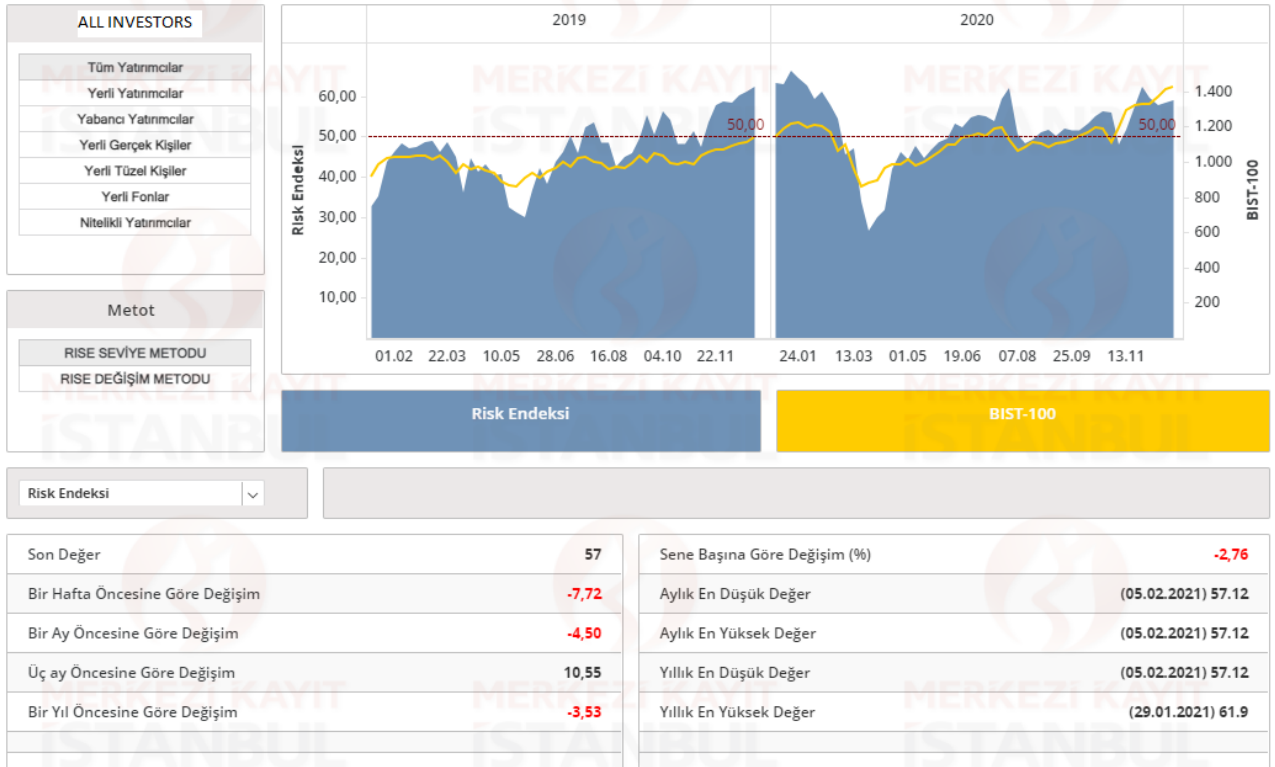 ALL INVESTORS
Tüm Yatırımcılar
Yerli Yatırımcılar
Yabancı Yatırımcılar
Yerli Gerçek Kişiler
Yerli Tüzel Kişiler
Yerli Fonlar
Nitelikli Yatırımcılar
Metot
RISE SEVİYE METODU
RISE DEĞİŞİM METODU
2019 2020
Risk Endeksi
60,00
50,00
40,00
30,00
20,00
10,00
50,00 50,00
1.400
1.200
1.000
800
600
400
200
BIST-100
01.02 22.03 10.05 28.06 16.08 04.10 22.11 24.01 13.03 01.05 19.06 07.08 25.09 13.11
Risk Endeksi BIST-100
Risk Endeksi
Son Değer 57
Bir Hafta Öncesine Göre Değişim -7,72
Bir Ay Öncesine Göre Değişim -4,50
Üç ay Öncesine Göre Değişim 10,55
Bir Yıl Öncesine Göre Değişim -3,53
Sene Başına Göre Değişim (%) -2,76
Aylık En Düşük Değer (05.02.2021) 57.12
Aylık En Yüksek Değer (05.02.2021) 57.12
Yıllık En Düşük Değer (05.02.2021) 57.12
Yıllık En Yüksek Değer (29.01.2021) 61.9
MERKEZİ KAYIT
İSTANBUL